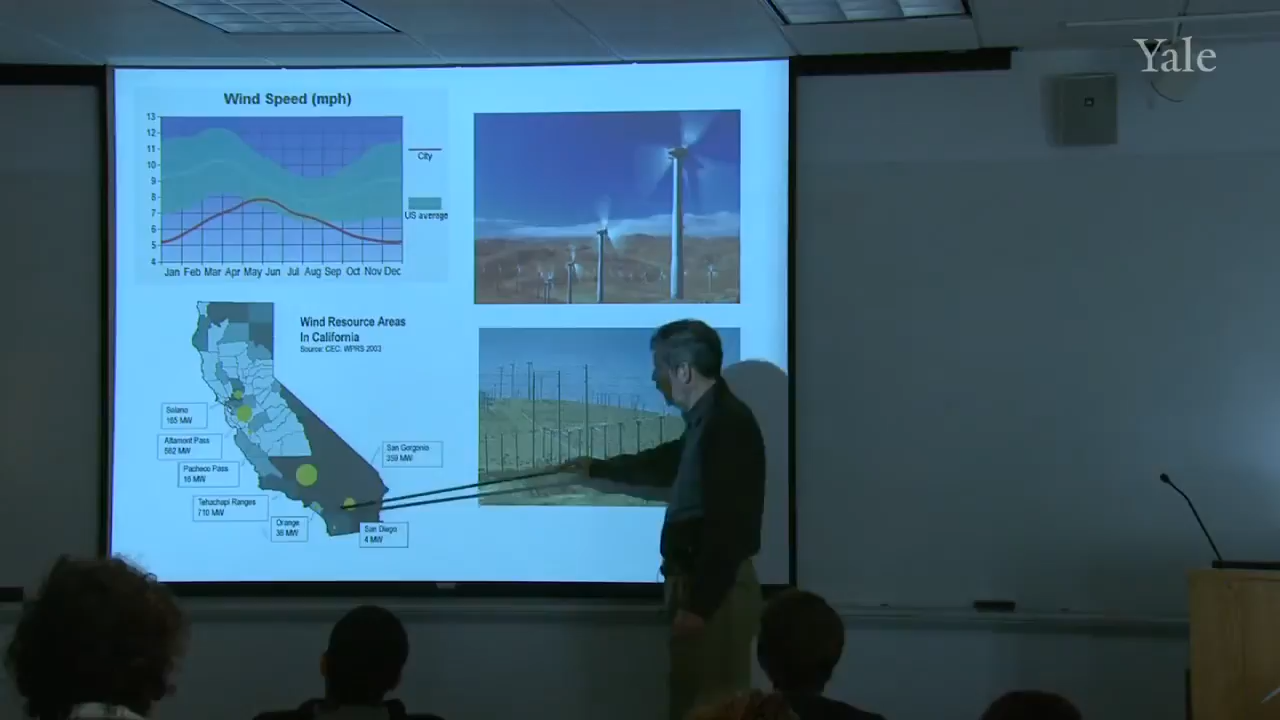 Yale
Wind Speed (mph)
13
12
11
10
9
8
7
6
5
4
Jan Feb Mar Apr May Jun Jul Aug Sep Oct Nov Dec
City
US average
Wind Resource Areas
In California
Source: CEC: WPRS 2003
Solano
165 MW
Altamont Pass
562 MW
Pacheco Pass
16 MW
Tehachapi Ranges
710 MW
Orange
36 MW
San Gorgonio
359 MW
San Diego
4 MW